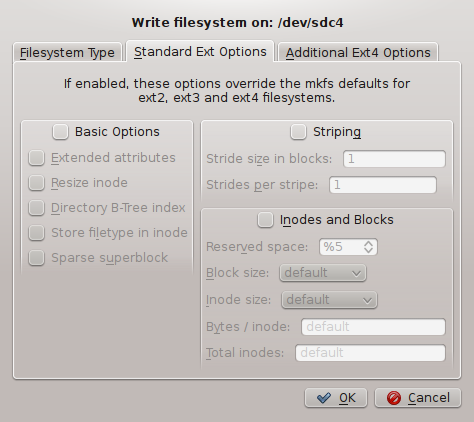 Write filesystem on: /dev/sdc4
Filesystem Type
Standard Ext Options
Additional Ext4 Options
If enabled, these options override the mkfs defaults for
ext2, ext3 and ext4 filesystems.
Basic Options
Extended attributes
Resize inode
Directory B-Tree index
Store filetype in inode
Sparse superblock
Striping
Stride size in blocks: 1
Strides per stripe: 1
Inodes and Blocks
Reserved space: %5
Block size: default
Inode size: default
Bytes / inode: default
Total inodes: default
OK
Cancel